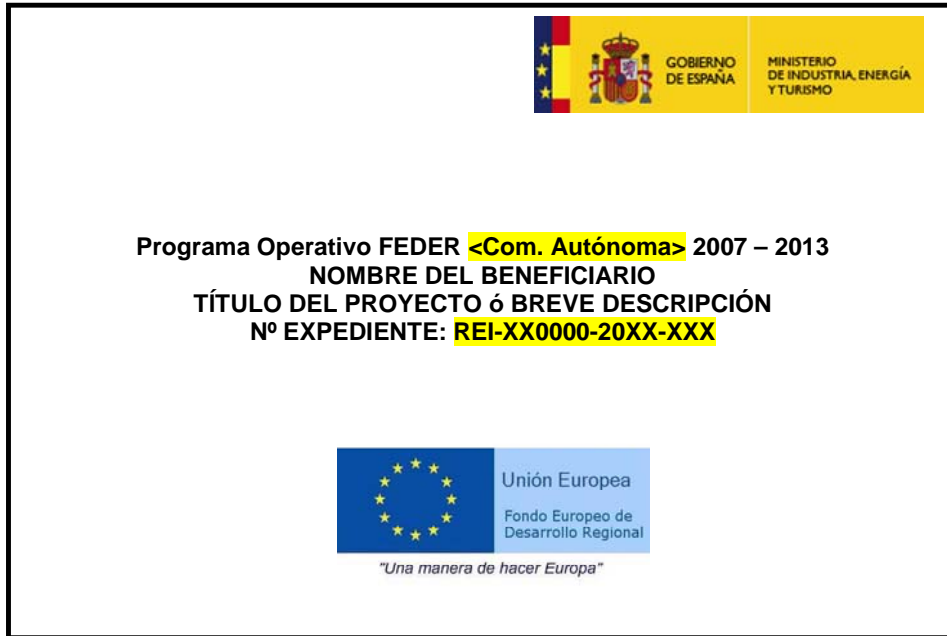 GOBIERNO
DE ESPAÑA
MINISTERIO
DE INDUSTRIA, ENERGÍA
Y TURISMO
Programa Operativo FEDER <Com. Autónoma> 2007 – 2013
NOMBRE DEL BENEFICIARIO
TÍTULO DEL PROYECTO ó BREVE DESCRIPCIÓN
Nº EXPEDIENTE: REI-XX0000-20XX-XXX
Unión Europea
Fondo Europeo de
Desarrollo Regional
"Una manera de hacer Europa"